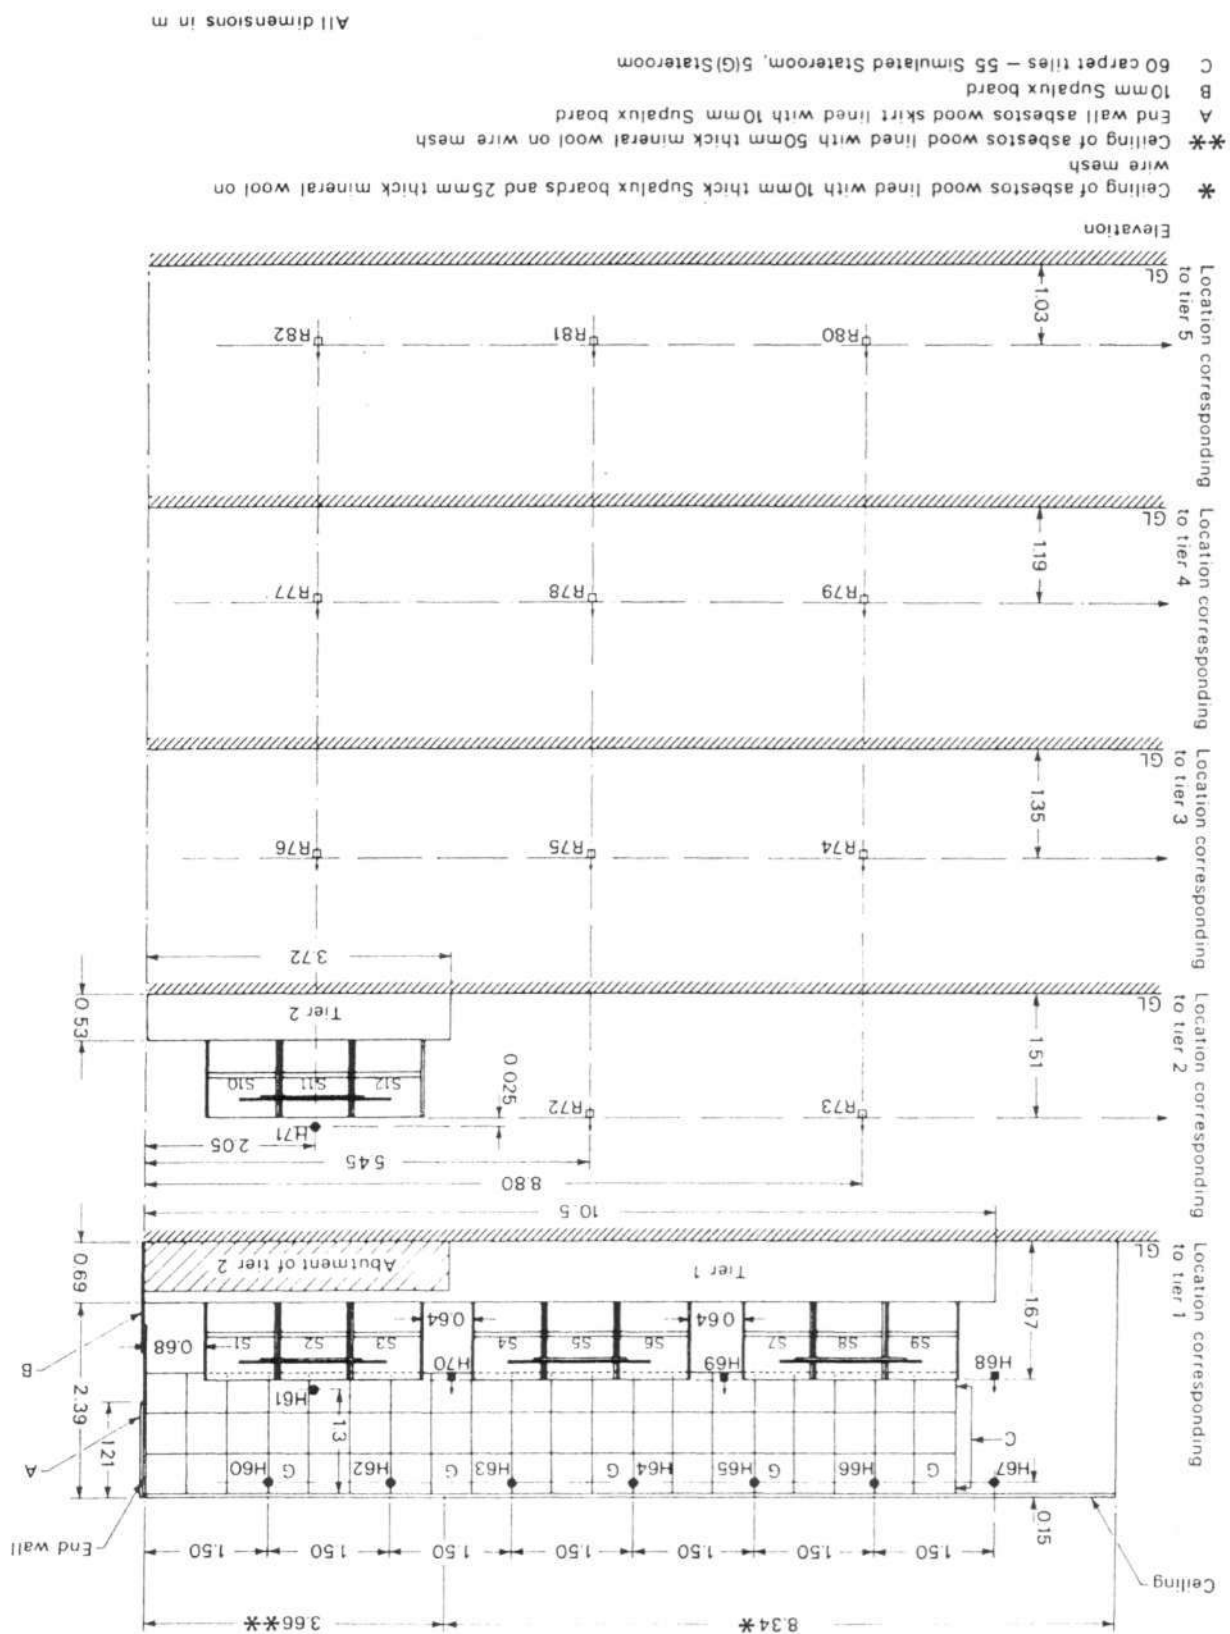 8.34* 3.66**
Ceiling
1.50 1.50 1.50 1.50 1.50 1.50 1.50
End wall
0.15
H67 G H66 G H65 H64 G H63 G H62 G H60
A
C
1.3
1.21
H61
2.39
H68 H69 H70
B
S9 S8 S7 S6 S5 S4 S3 S2 S1
0.64 0.64 0.68
1.67
Tier 1
Abutment of tier 2
0.69
GL
Location corresponding
to tier 1
10.5
8.80
5.45
2.05
H71
R73 R72
0.025
S12 S11 S10
1.51
Tier 2
0.53
GL
Location corresponding
to tier 2
3.72
R74 R75 R76
1.35
GL
Location corresponding
to tier 3
R79 R78 R77
1.19
GL
Location corresponding
to tier 4
R80 R81 R82
1.03
GL
Location corresponding
to tier 5
Elevation
* Ceiling of asbestos wood lined with 10mm thick Supalux boards and 25mm thick mineral wool on
wire mesh
** Ceiling of asbestos wood lined with 50mm thick mineral wool on wire mesh
A End wall asbestos wood skirt lined with 10mm Supalux board
B 10mm Supalux board
C 60 carpet tiles – 55 Simulated Stateroom, 5(G)Stateroom
All dimensions in m